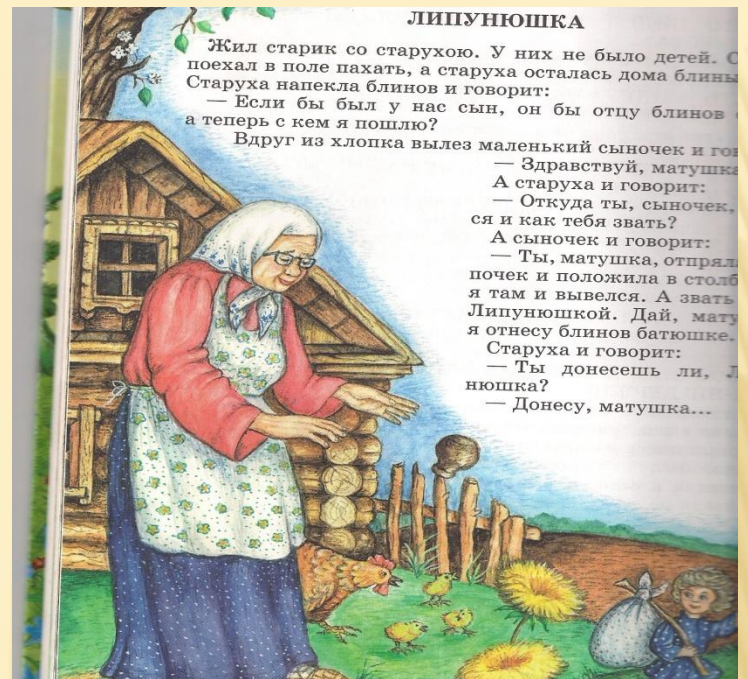 ЛИПУНЮШКА
Жил старик со старухою. У них не было детей.
поехал в поле пахать, а старуха осталась дома блины
Старуха напекла блинов и говорит:
— Если бы был у нас сын, он бы отцу блинов
а теперь с кем я пошлю?
Вдруг из хлопка вылез маленький сыночек и
— Здравствуй, матушка
А старуха и говорит:
— Откуда ты, сыночек,
ся и как тебя звать?
А сыночек и говорит:
— Ты, матушка,
почек и положила в
я там и вывелся. А звать
Липунюшкой. Дай,
я отнесу блинов батюшке.
Старуха и говорит:
— Ты донесешь ли,
нюшка?
— Донесу, матушка...